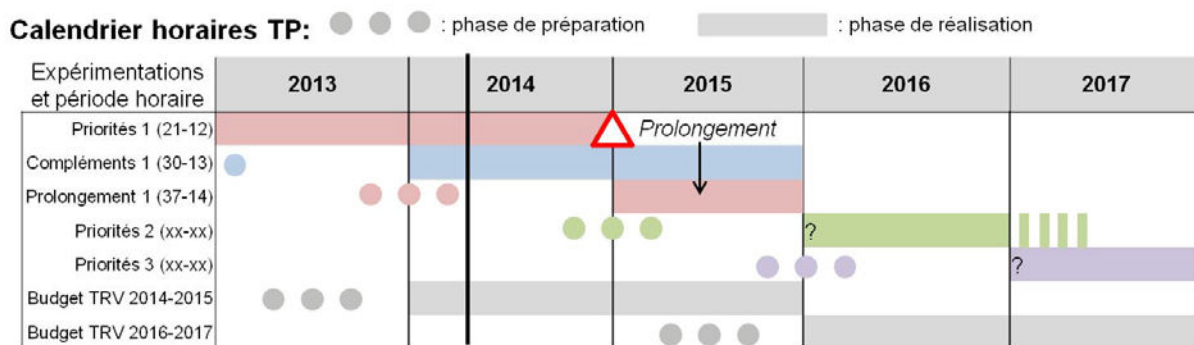 Calendrier horaires TP: : phase de préparation : phase de réalisation
Expérimentations
et période horaire
2013 2014 2015 2016 2017
Priorités 1 (21-12) Prolongement
Compléments 1 (30-13)
Prolongement 1 (37-14)
Priorités 2 (xx-xx) ?
Priorités 3 (xx-xx) ?
Budget TRV 2014-2015
Budget TRV 2016-2017